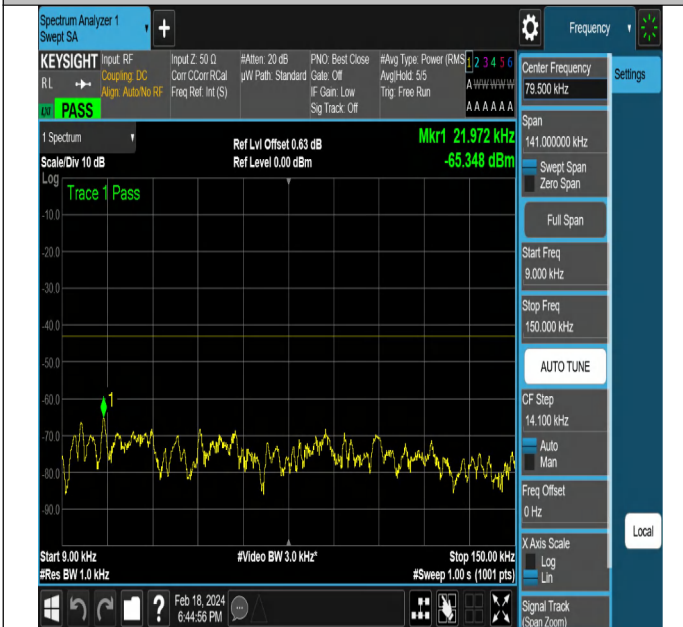 Spectrum Analyzer 1
Swept SA
Frequency
KEYSIGHT
RL
LXI
PASS
Input: RF
Coupling: DC
Align: Auto/No RF
Input Z: 50 Ω
Corr CCorr RCal
Freq Ref: Int (S)
#Atten: 20 dB
µW Path: Standard
PNO: Best Close
Gate: Off
IF Gain: Low
Sig Track: Off
#Avg Type: Power (RMS
Avg|Hold: 5/5
Trig: Free Run
1 2 3 4 5 6
A W W W W W
A A A A A A
1 Spectrum
Scale/Div 10 dB
Log
Ref Lvl Offset 0.63 dB
Ref Level 0.00 dBm
Mkr1 21.972 kHz
-65.348 dBm
Trace 1 Pass
-10.0
-20.0
-30.0
-40.0
-50.0
-60.0
-70.0
-80.0
-90.0
1
Start 9.00 kHz
#Res BW 1.0 kHz
#Video BW 3.0 kHz*
Stop 150.00 kHz
#Sweep 1.00 s (1001 pts)
Center Frequency
79.500 kHz
Settings
Span
141.000000 kHz
Swept Span
Zero Span
Full Span
Start Freq
9.000 kHz
Stop Freq
150.000 kHz
AUTO TUNE
CF Step
14.100 kHz
Auto
Man
Freq Offset
0 Hz
Local
X Axis Scale
Log
Lin
Signal Track
(Span Zoom)
?
Feb 18, 2024
6:44:56 PM